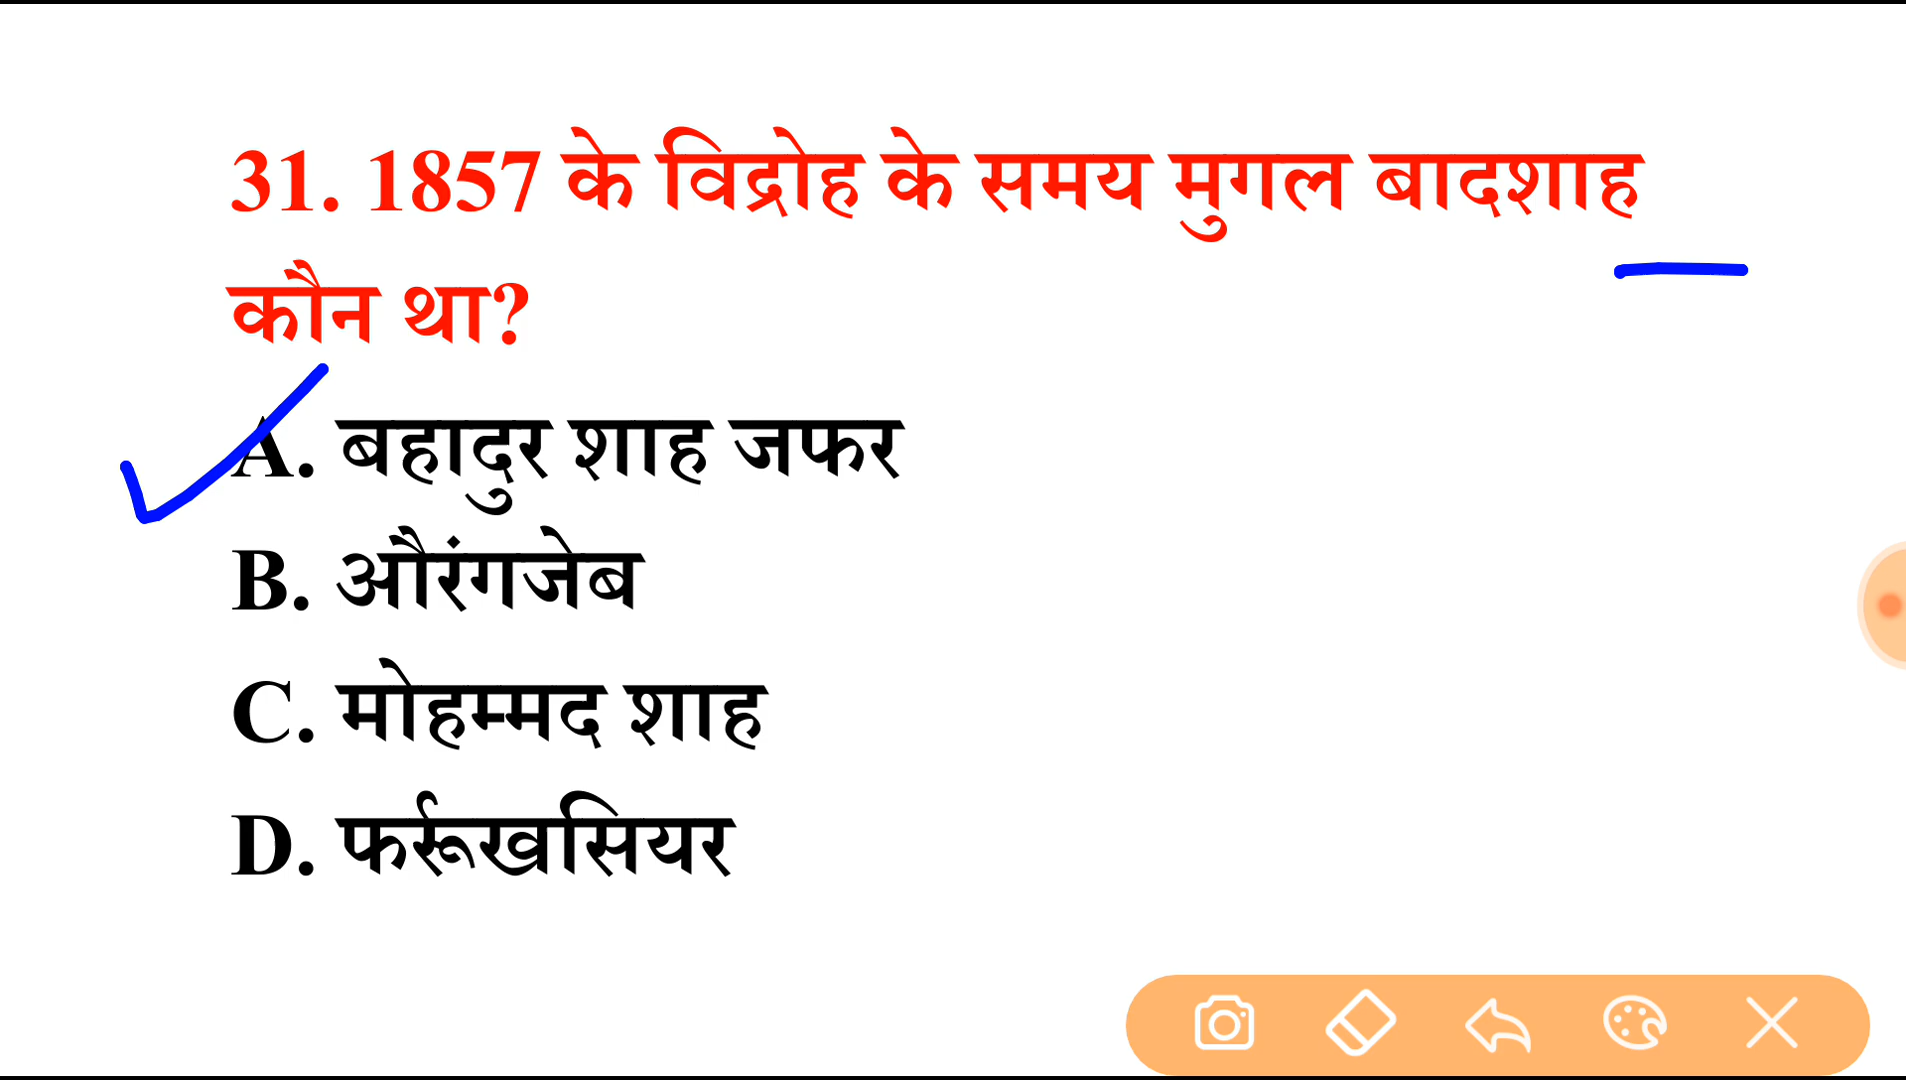 31. 1857 के विद्रोह के समय मुगल बादशाह
कौन था?
A. बहादुर शाह जफर
B. औरंगजेब
C. मोहम्मद शाह
D. फर्रूखसियर